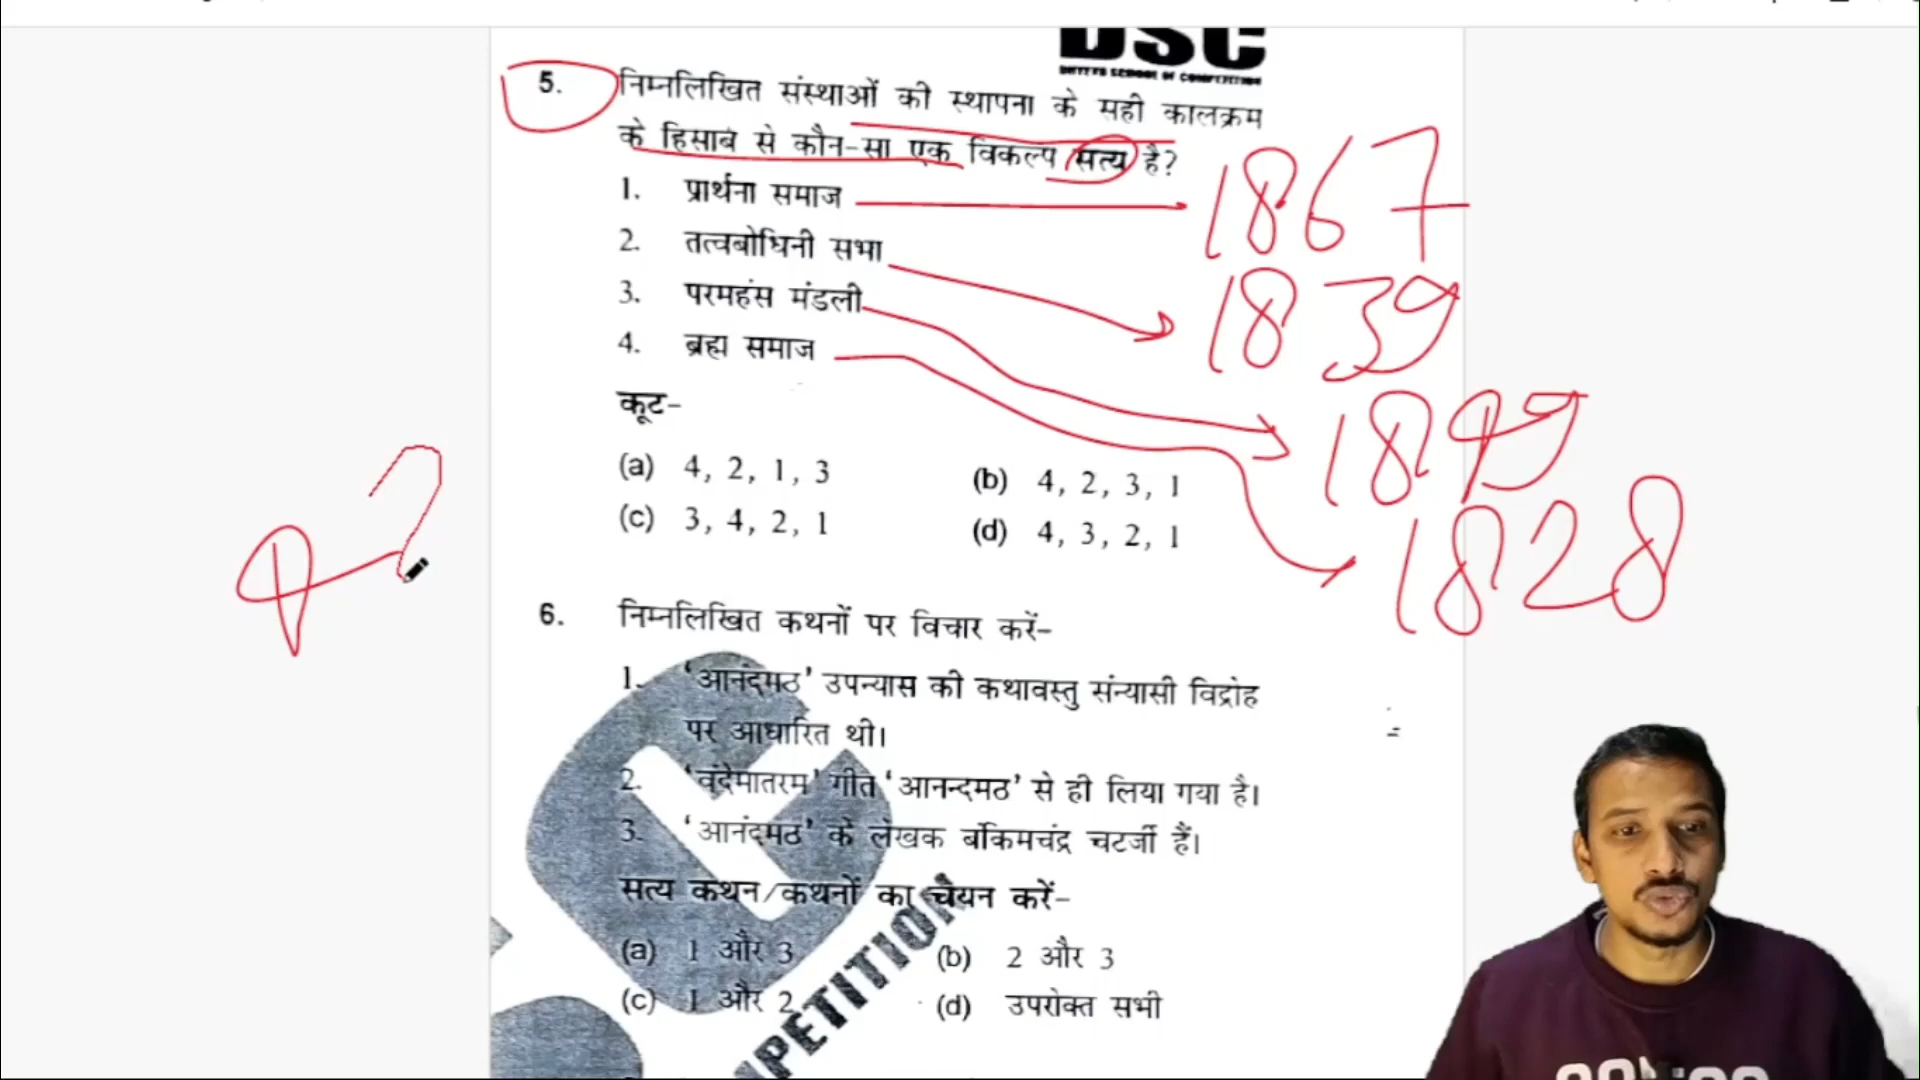 DSC
DHYEYA SCHOOL OF COMPETITION
5. निम्नलिखित संस्थाओं की स्थापना के सही कालक्रम
के हिसाब से कौन-सा एक विकल्प सत्य है?
1. प्रार्थना समाज 1867
2. तत्वबोधिनी सभा 1839
3. परमहंस मंडली 1849
4. ब्रह्म समाज 1828
कूट-
(a) 4, 2, 1, 3 (b) 4, 2, 3, 1
(c) 3, 4, 2, 1 (d) 4, 3, 2, 1
6. निम्नलिखित कथनों पर विचार करें-
1. 'आनंदमठ' उपन्यास की कथावस्तु संन्यासी विद्रोह
पर आधारित थी।
2. 'वंदेमातरम' गीत 'आनन्दमठ' से ही लिया गया है।
3. 'आनंदमठ' के लेखक बंकिमचंद्र चटर्जी हैं।
सत्य कथन/कथनों का चयन करें-
(a) 1 और 3 (b) 2 और 3
(c) 1 और 2 (d) उपरोक्त सभी